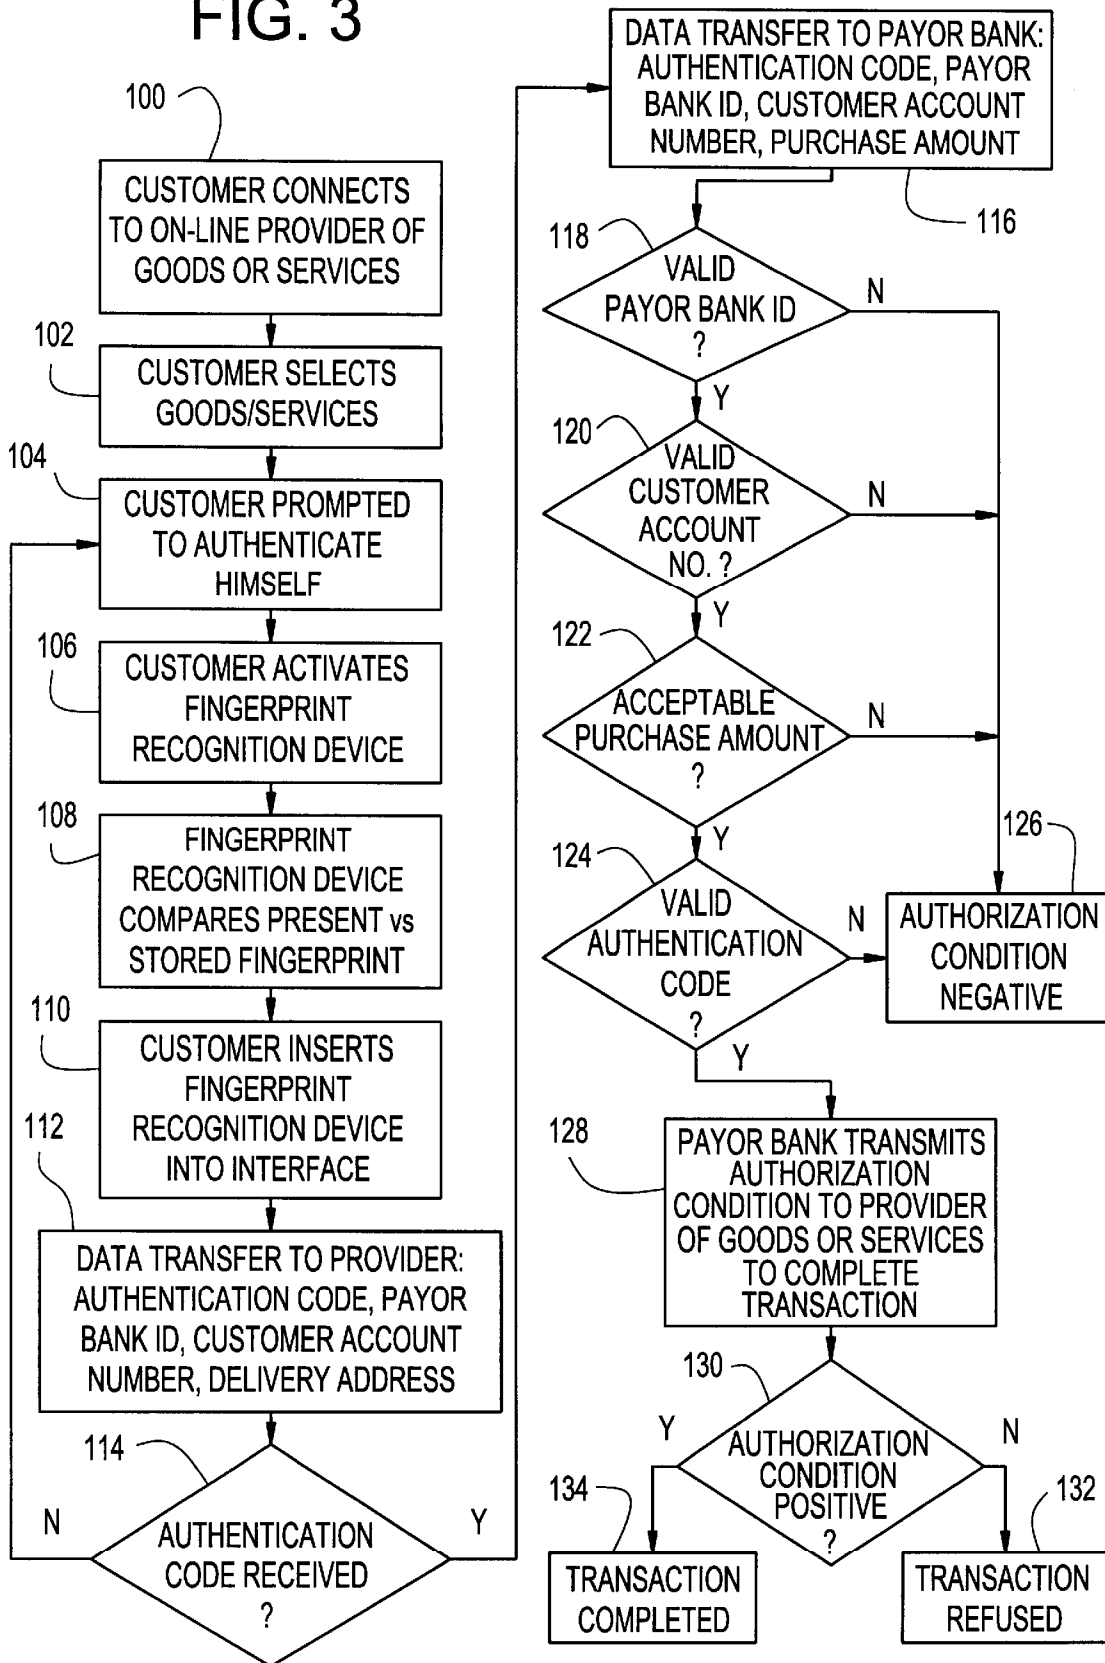 FIG. 3
100
CUSTOMER CONNECTS
TO ON-LINE PROVIDER OF
GOODS OR SERVICES
102
CUSTOMER SELECTS
GOODS/SERVICES
104
CUSTOMER PROMPTED
TO AUTHENTICATE
HIMSELF
106
CUSTOMER ACTIVATES
FINGERPRINT
RECOGNITION DEVICE
108
FINGERPRINT
RECOGNITION DEVICE
COMPARES PRESENT vs
STORED FINGERPRINT
110
CUSTOMER INSERTS
FINGERPRINT
RECOGNITION DEVICE
INTO INTERFACE
112
DATA TRANSFER TO PROVIDER:
AUTHENTICATION CODE, PAYOR
BANK ID, CUSTOMER ACCOUNT
NUMBER, DELIVERY ADDRESS
114
N
Y
AUTHENTICATION
CODE RECEIVED
?
DATA TRANSFER TO PAYOR BANK:
AUTHENTICATION CODE, PAYOR
BANK ID, CUSTOMER ACCOUNT
NUMBER, PURCHASE AMOUNT
116
118
VALID
PAYOR BANK ID
?
N
Y
120
VALID
CUSTOMER
ACCOUNT
NO. ?
N
Y
122
ACCEPTABLE
PURCHASE AMOUNT
?
N
Y
124
VALID
AUTHENTICATION
CODE
?
N
Y
126
AUTHORIZATION
CONDITION
NEGATIVE
128
PAYOR BANK TRANSMITS
AUTHORIZATION
CONDITION TO PROVIDER
OF GOODS OR SERVICES
TO COMPLETE
TRANSACTION
130
Y
N
AUTHORIZATION
CONDITION
POSITIVE
?
134
TRANSACTION
COMPLETED
132
TRANSACTION
REFUSED